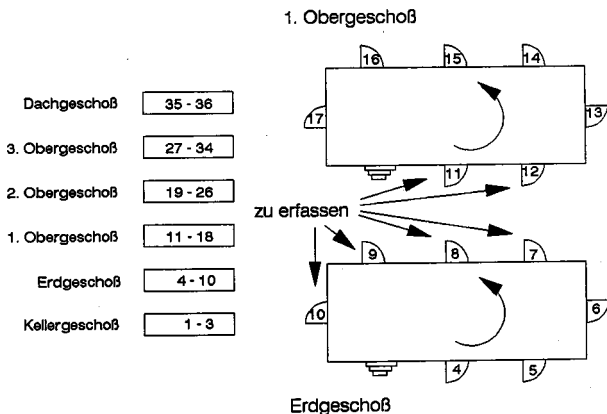 1. Obergeschoß
16 15 14
Dachgeschoß 35 - 36
17 13
3. Obergeschoß 27 - 34
11 12
2. Obergeschoß 19 - 26
zu erfassen
1. Obergeschoß 11 - 18
9 8 7
Erdgeschoß 4 - 10
10 6
Kellergeschoß 1 - 3
4 5
Erdgeschoß